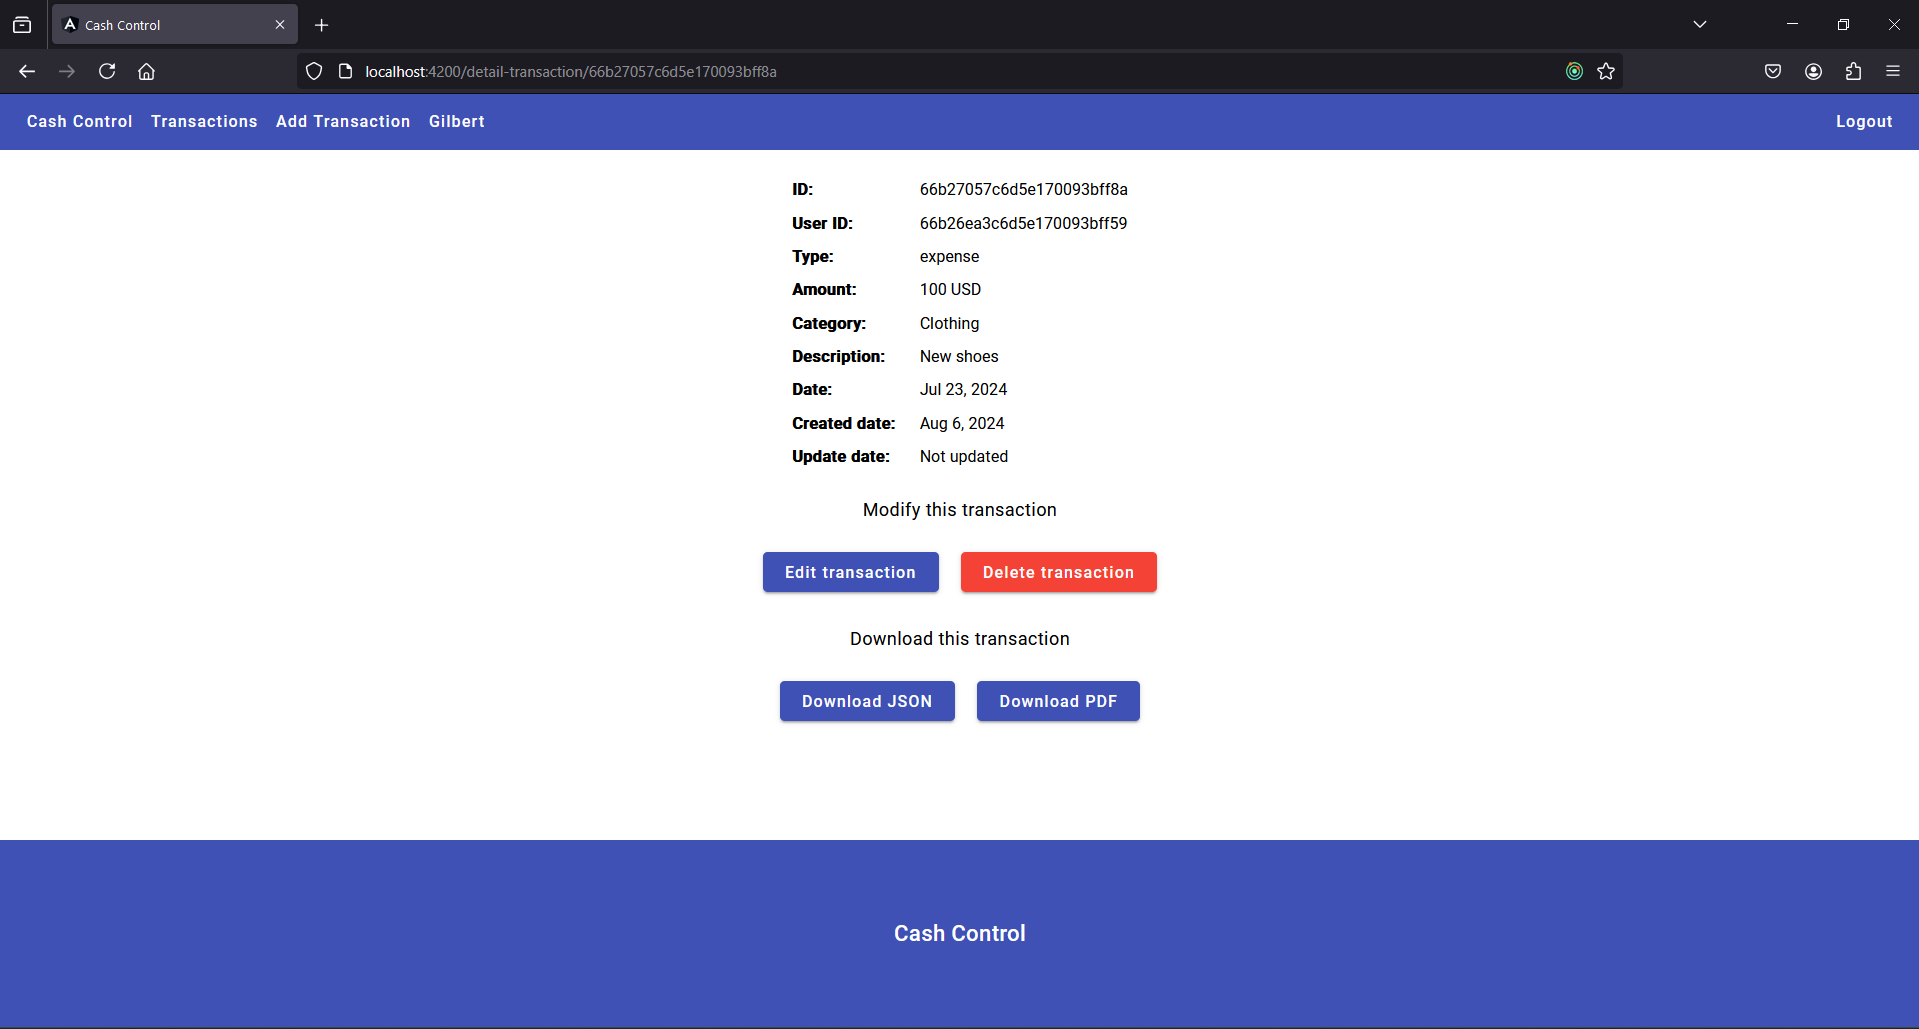 Cash Control
localhost:4200/detail-transaction/66b27057c6d5e170093bff8a
Cash Control Transactions Add Transaction Gilbert Logout
ID: 66b27057c6d5e170093bff8a
User ID: 66b26ea3c6d5e170093bff59
Type: expense
Amount: 100 USD
Category: Clothing
Description: New shoes
Date: Jul 23, 2024
Created date: Aug 6, 2024
Update date: Not updated
Modify this transaction
Edit transaction Delete transaction
Download this transaction
Download JSON Download PDF
Cash Control